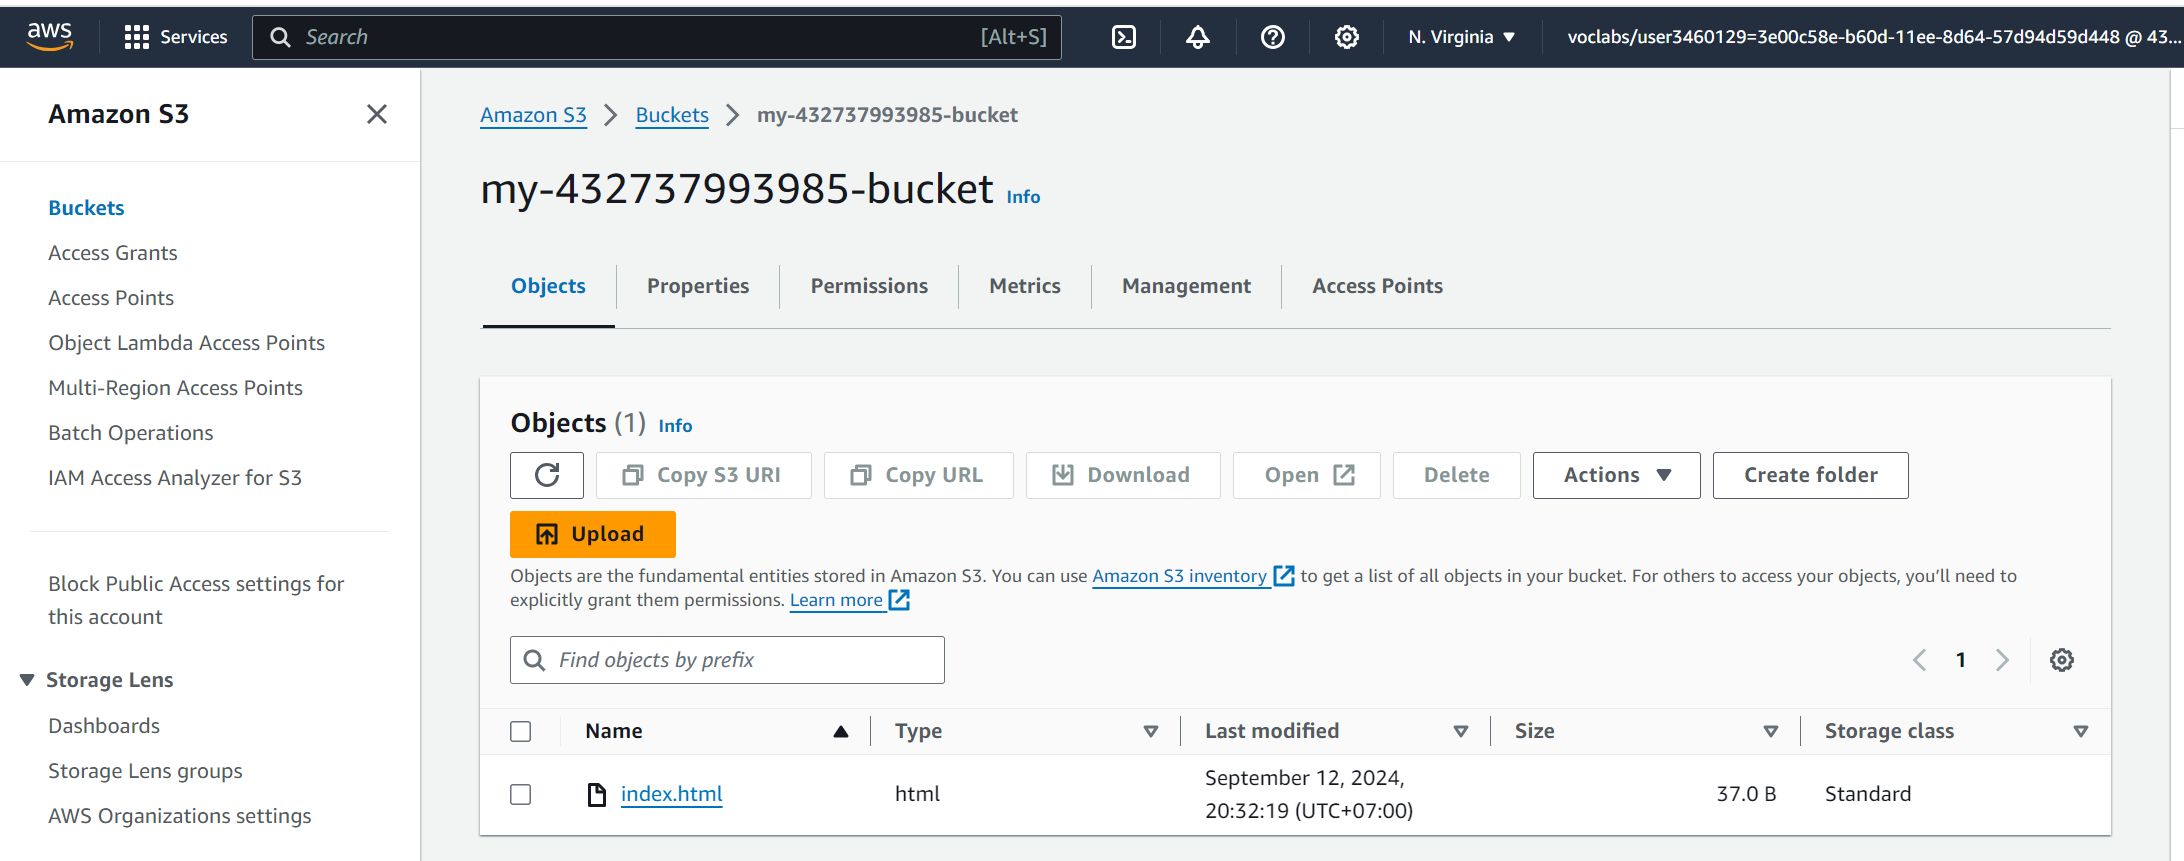 aws
Services
Search [Alt+S]
N. Virginia
voclabs/user3460129=3e00c58e-b60d-11ee-8d64-57d94d59d448 @ 43...
Amazon S3
Buckets
Access Grants
Access Points
Object Lambda Access Points
Multi-Region Access Points
Batch Operations
IAM Access Analyzer for S3
Block Public Access settings for
this account
Storage Lens
Dashboards
Storage Lens groups
AWS Organizations settings
Amazon S3 > Buckets > my-432737993985-bucket
my-432737993985-bucket Info
Objects Properties Permissions Metrics Management Access Points
Objects (1) Info
Copy S3 URI Copy URL Download Open Delete Actions Create folder
Upload
Objects are the fundamental entities stored in Amazon S3. You can use Amazon S3 inventory to get a list of all objects in your bucket. For others to access your objects, you’ll need to
explicitly grant them permissions. Learn more
Find objects by prefix
1
Name Type Last modified Size Storage class
index.html html September 12, 2024, 37.0 B Standard
20:32:19 (UTC+07:00)